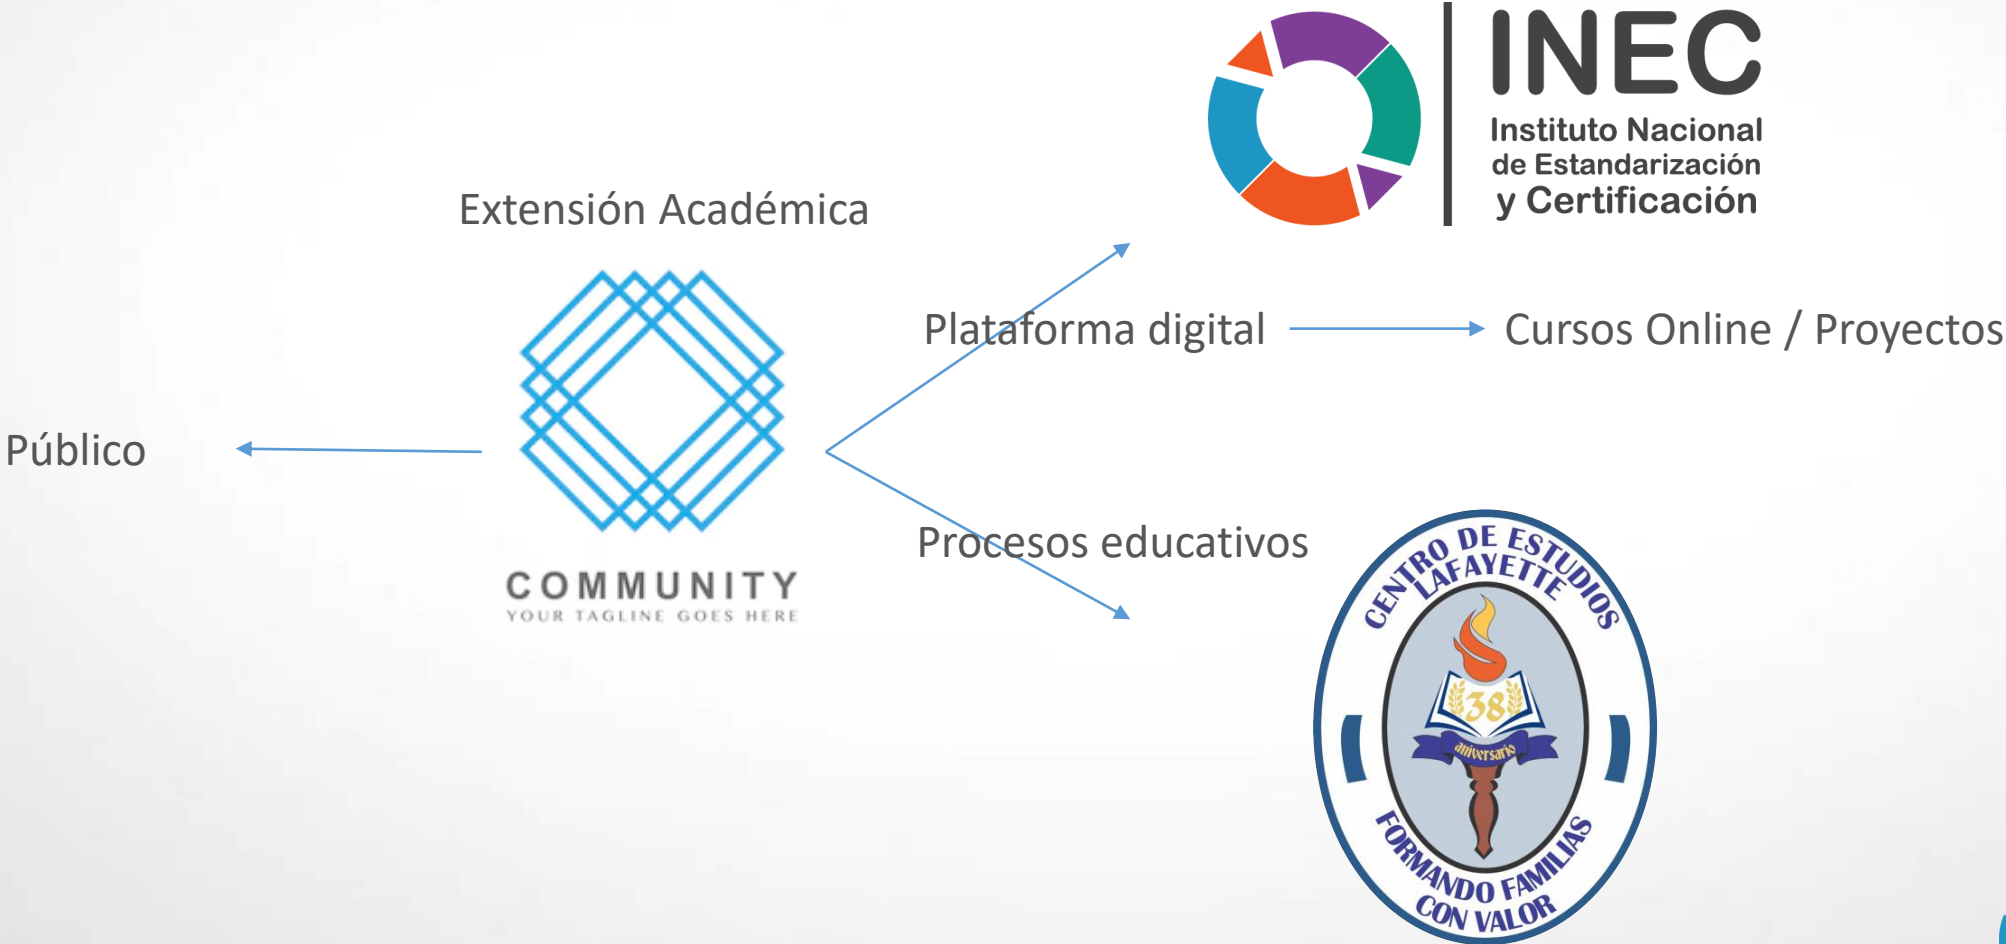 INEC
Instituto Nacional
de Estandarización
y Certificación
Extensión Académica
Plataforma digital
Cursos Online / Proyectos
Público
Procesos educativos
COMMUNITY
YOUR TAGLINE GOES HERE
CENTRO DE ESTUDIOS
LAFAYETTE
38
aniversario
FORMANDO FAMILIAS
CON VALOR